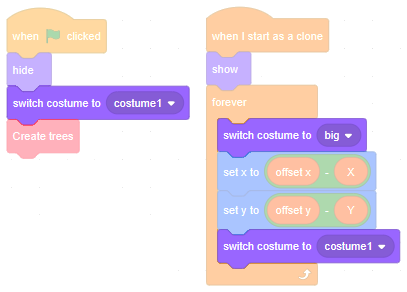 when clicked
hide
switch costume to costume1
Create trees
when I start as a clone
show
forever
switch costume to big
set x to offset x - X
set y to offset y - Y
switch costume to costume1